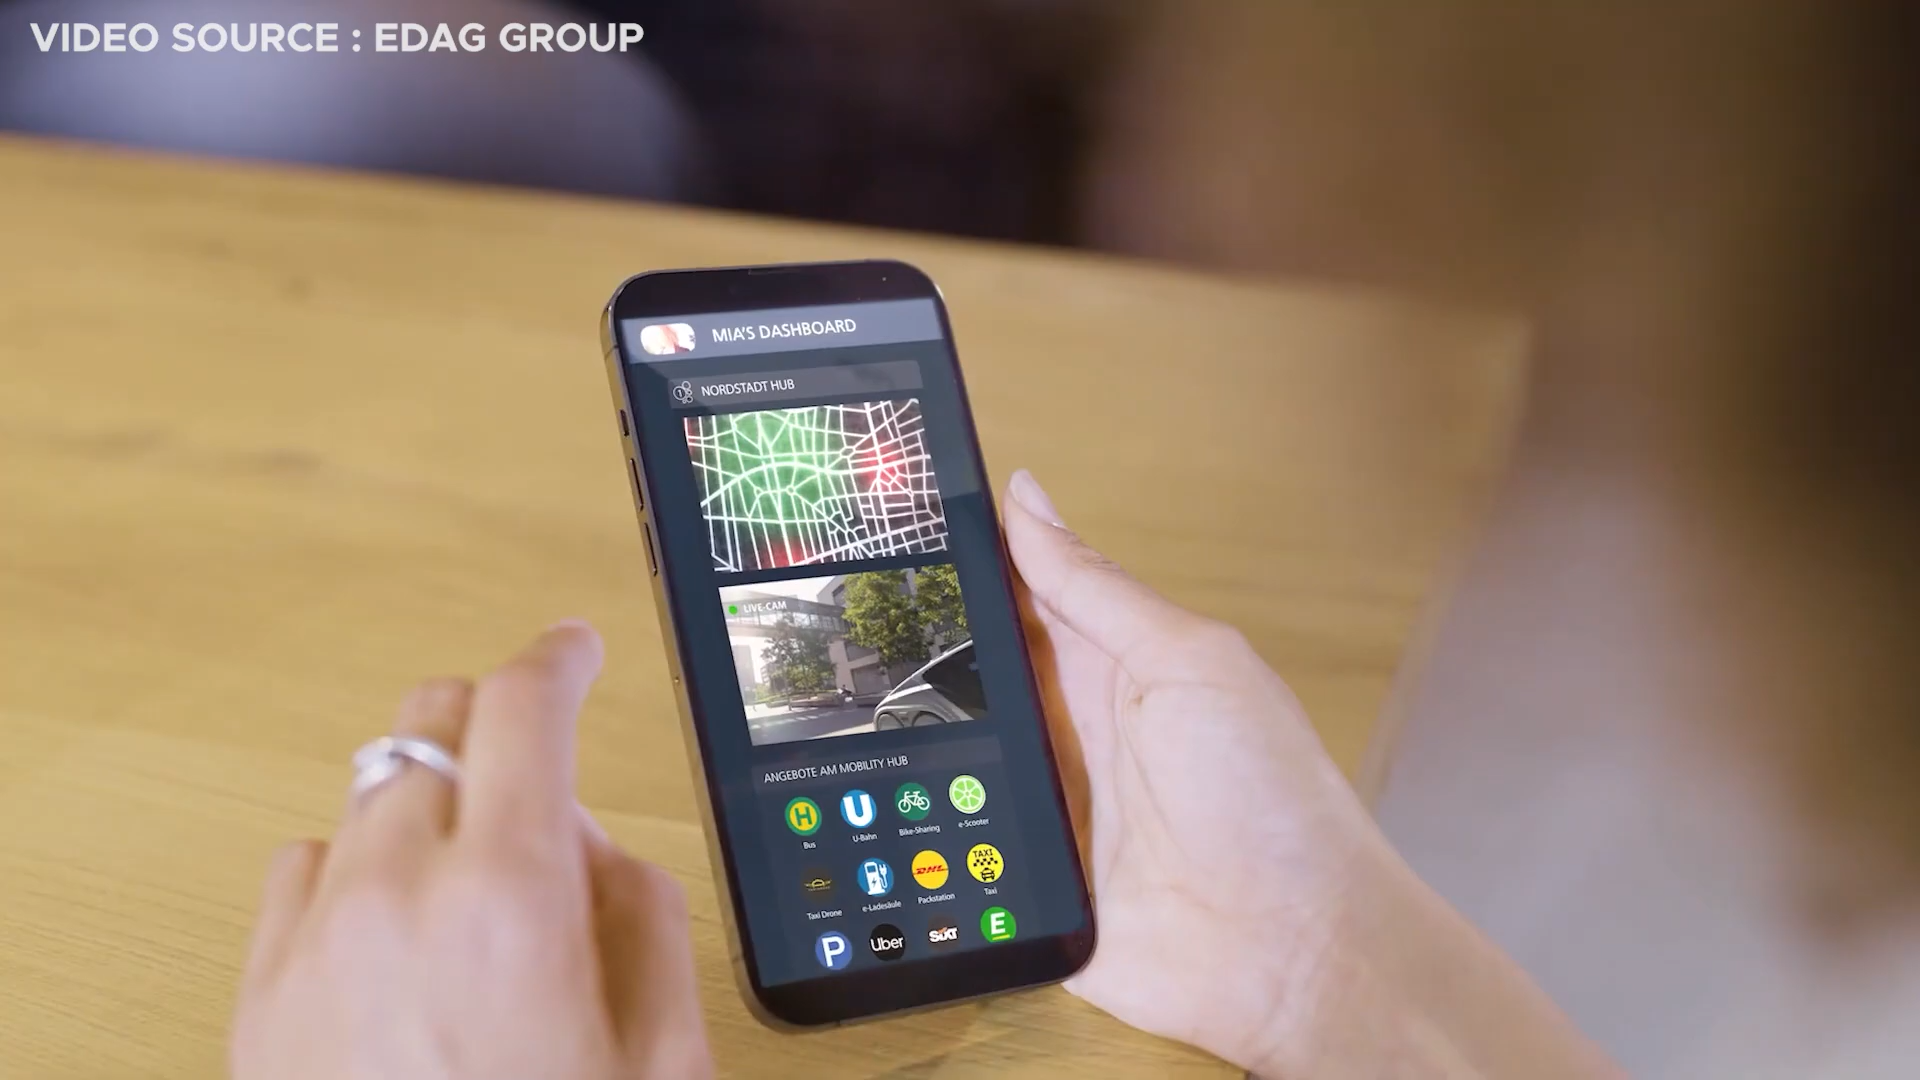 VIDEO SOURCE : EDAG GROUP
MIA'S DASHBOARD
1 NORDSTADT HUB
LIVE-CAM
ANGEBOTE AM MOBILITY HUB
H U
Bus U-Bahn Bike-Sharing e-Scooter
DHL TAXI
Taxi Drone e-Ladesäule Packstation Taxi
P Uber SIXT E